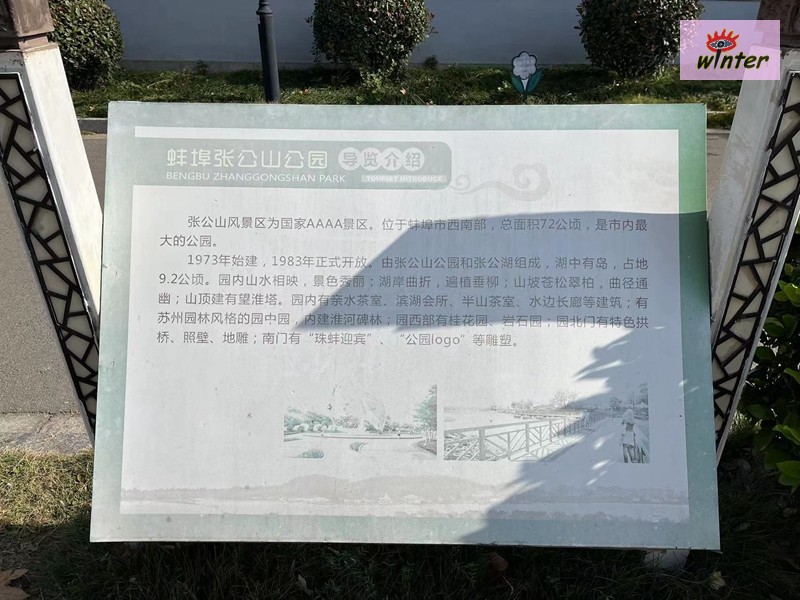 winter
蚌埠张公山公园 导览介绍
BENGBU ZHANGGONGSHAN PARK TOURIST INTRODUCE
张公山风景区为国家AAAA景区。位于蚌埠市西南部，总面积72公顷，是市内最
大的公园。
1973年始建，1983年正式开放。由张公山公园和张公湖组成，湖中有岛，占地
9.2公顷。园内山水相映，景色秀丽；湖岸曲折，遍植垂柳；山坡苍松翠柏，曲径通
幽；山顶建有望淮塔。园内有亲水茶室、滨湖会所、半山茶室、水边长廊等建筑；有
苏州园林风格的园中园，内建淮河碑林；园西部有桂花园、岩石园；园北门有特色拱
桥、照壁、地雕；南门有“珠蚌迎宾”、“公园logo”等雕塑。